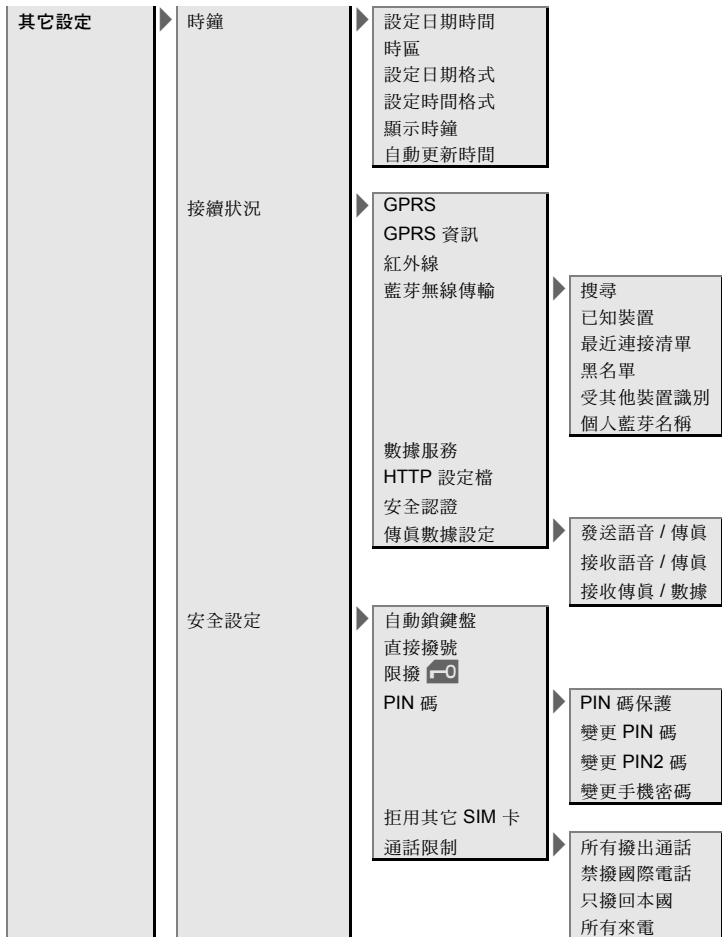 其它設定
時鐘
設定日期時間
時區
設定日期格式
設定時間格式
顯示時鐘
自動更新時間
接續狀況
GPRS
GPRS 資訊
紅外線
藍芽無線傳輸
搜尋
已知裝置
最近連接清單
黑名單
受其他裝置識別
個人藍芽名稱
數據服務
HTTP 設定檔
安全認證
傳眞數據設定
發送語音 / 傳眞
接收語音 / 傳眞
接收傳眞 / 數據
安全設定
自動鎖鍵盤
直接撥號
限撥
PIN 碼
PIN 碼保護
變更 PIN 碼
變更 PIN2 碼
變更手機密碼
拒用其它 SIM 卡
通話限制
所有撥出通話
禁撥國際電話
只撥回本國
所有來電